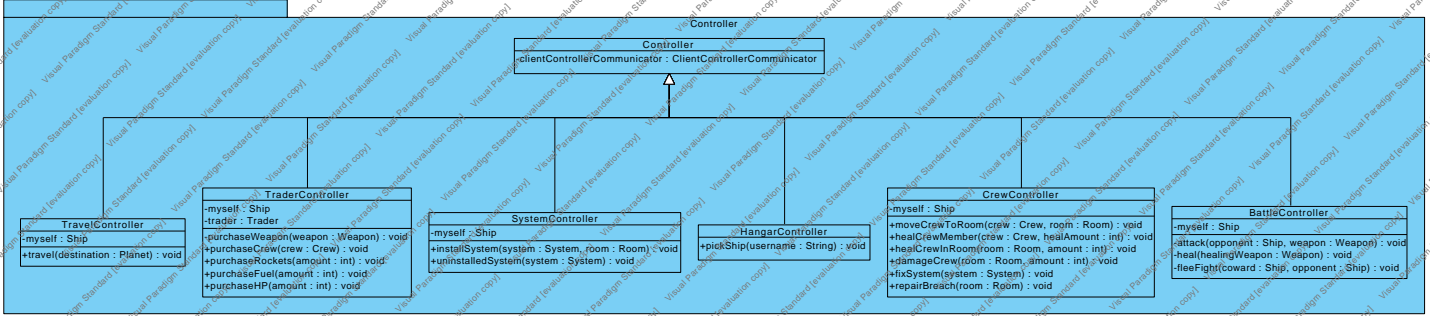 Controller
Controller
-clientControllerCommunicator : ClientControllerCommunicator
TravelController
-myself : Ship
+travel(destination : Planet) : void
TraderController
-myself : Ship
-trader : Trader
-purchaseWeapon(weapon : Weapon) : void
+purchaseCrew(crew : Crew) : void
+purchaseRockets(amount : int) : void
+purchaseFuel(amount : int) : void
+purchaseHP(amount : int) : void
SystemController
-myself : Ship
+installSystem(system : System, room : Room) : void
+uninstalledSystem(system : System) : void
HangarController
+pickShip(username : String) : void
CrewController
-myself : Ship
+moveCrewToRoom(crew : Crew, room : Room) : void
+healCrewMember(crew : Crew, healAmount : int) : void
+healCrewInRoom(room : Room, amount : int) : void
+damageCrew(room : Room, amount : int) : void
+fixSystem(system : System) : void
+repairBreach(room : Room) : void
BattleController
-myself : Ship
-attack(opponent : Ship, weapon : Weapon) : void
-heal(healingWeapon : Weapon) : void
-fleeFight(coward : Ship, opponent : Ship) : void
Visual Paradigm Standard [evaluation copy]